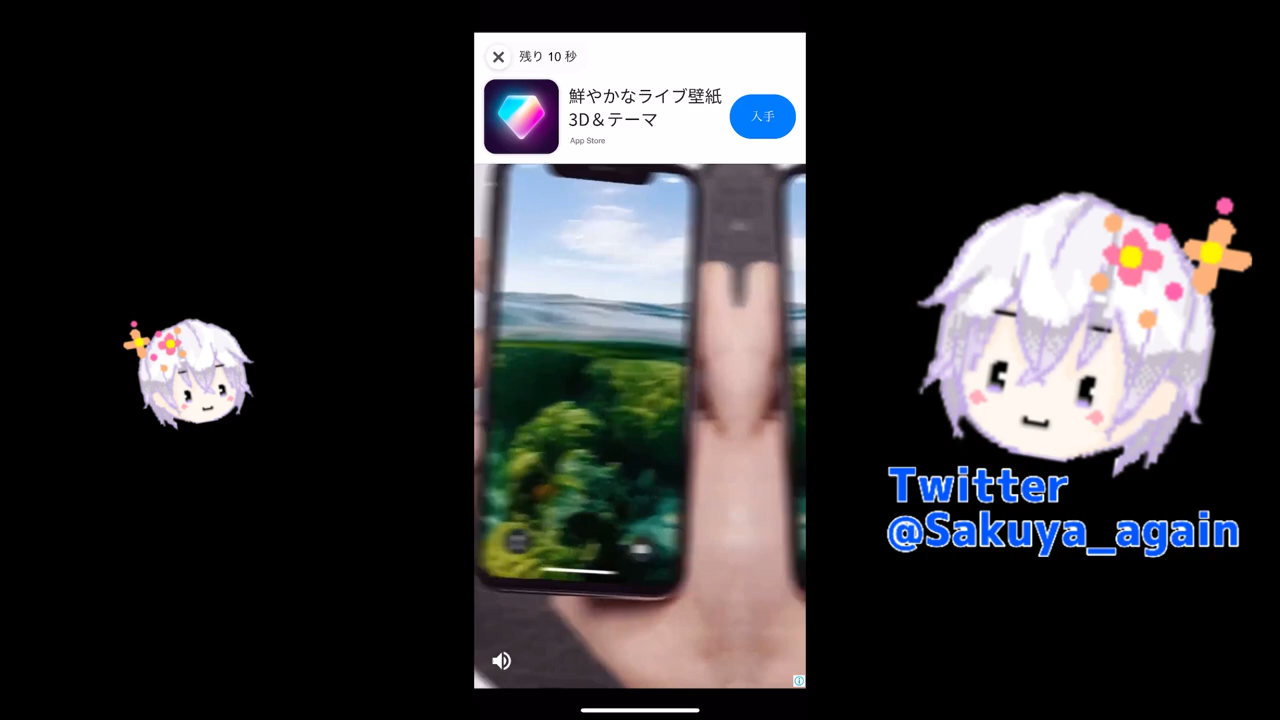 残り 10 秒
鮮やかなライブ壁紙
3D＆テーマ
App Store
入手
Twitter
@Sakuya_again